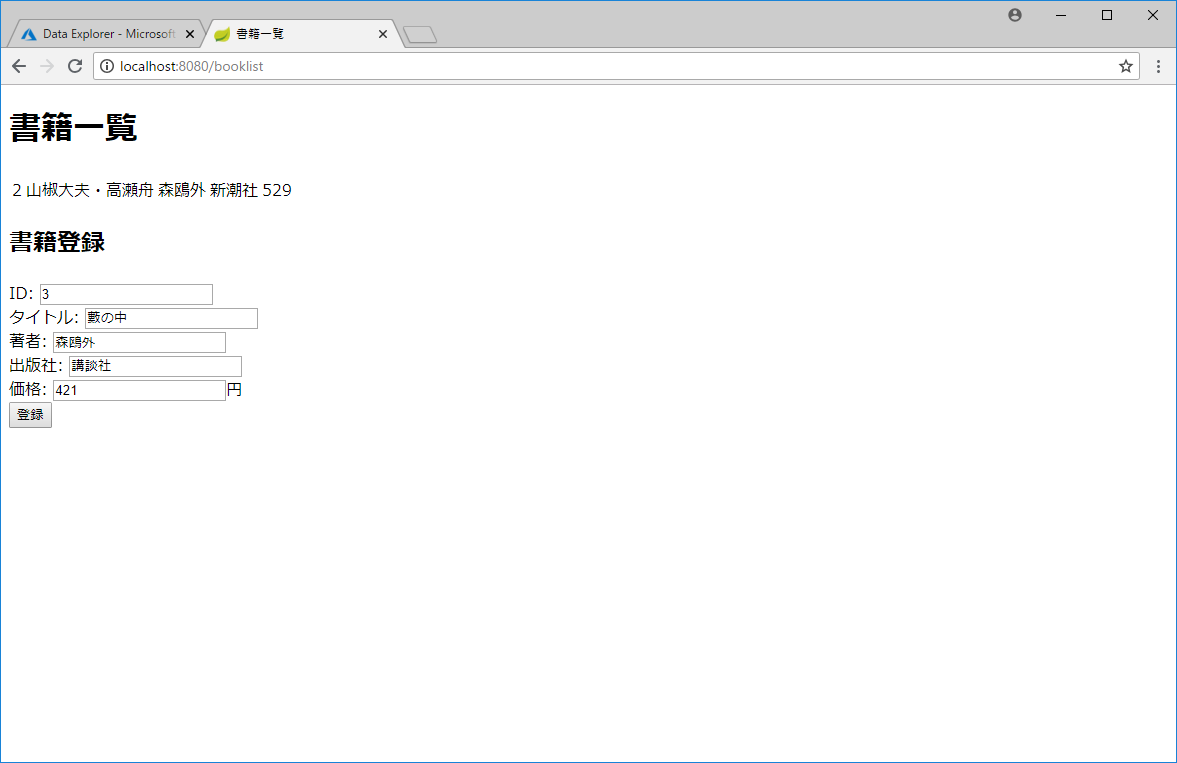 Data Explorer - Microsoft
書籍一覧
localhost:8080/booklist
書籍一覧
2 山椒大夫・高瀬舟 森鴎外 新潮社 529
書籍登録
ID: 3
タイトル: 藪の中
著者: 森鴎外
出版社: 講談社
価格: 421円
登録